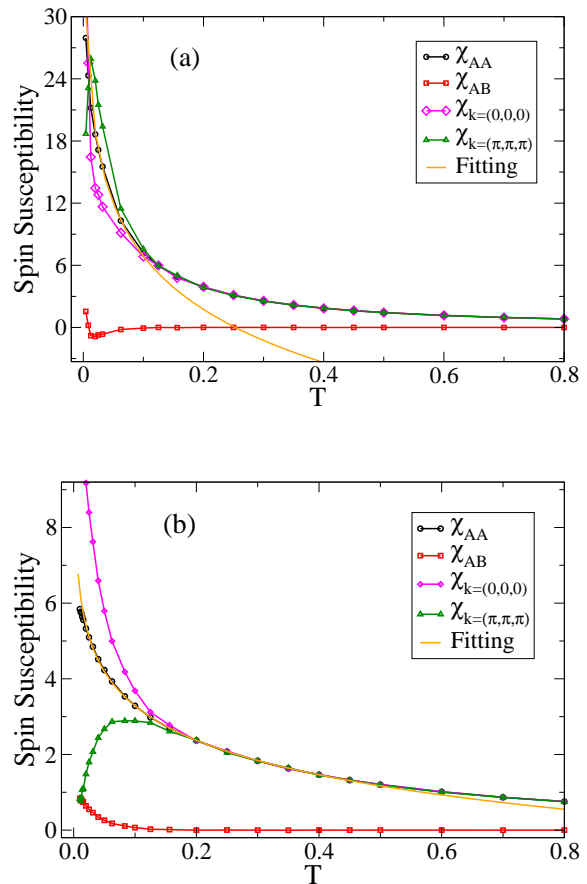 30
24
18
12
6
0
Spin Susceptibility
(a)
χAA
χAB
χk=(0,0,0)
χk=(π,π,π)
Fitting
0 0.2 0.4 0.6 0.8
T
8
6
4
2
0
Spin Susceptibility
(b)
χAA
χAB
χk=(0,0,0)
χk=(π,π,π)
Fitting
0.0 0.2 0.4 0.6 0.8
T